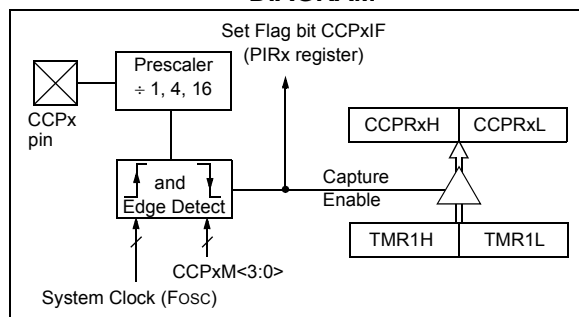 DIAGRAM
Set Flag bit CCPxIF
(PIRx register)
Prescaler
÷ 1, 4, 16
CCPx
pin
CCPRxH
CCPRxL
and
Edge Detect
Capture
Enable
TMR1H
TMR1L
CCPxM<3:0>
System Clock (FOSC)